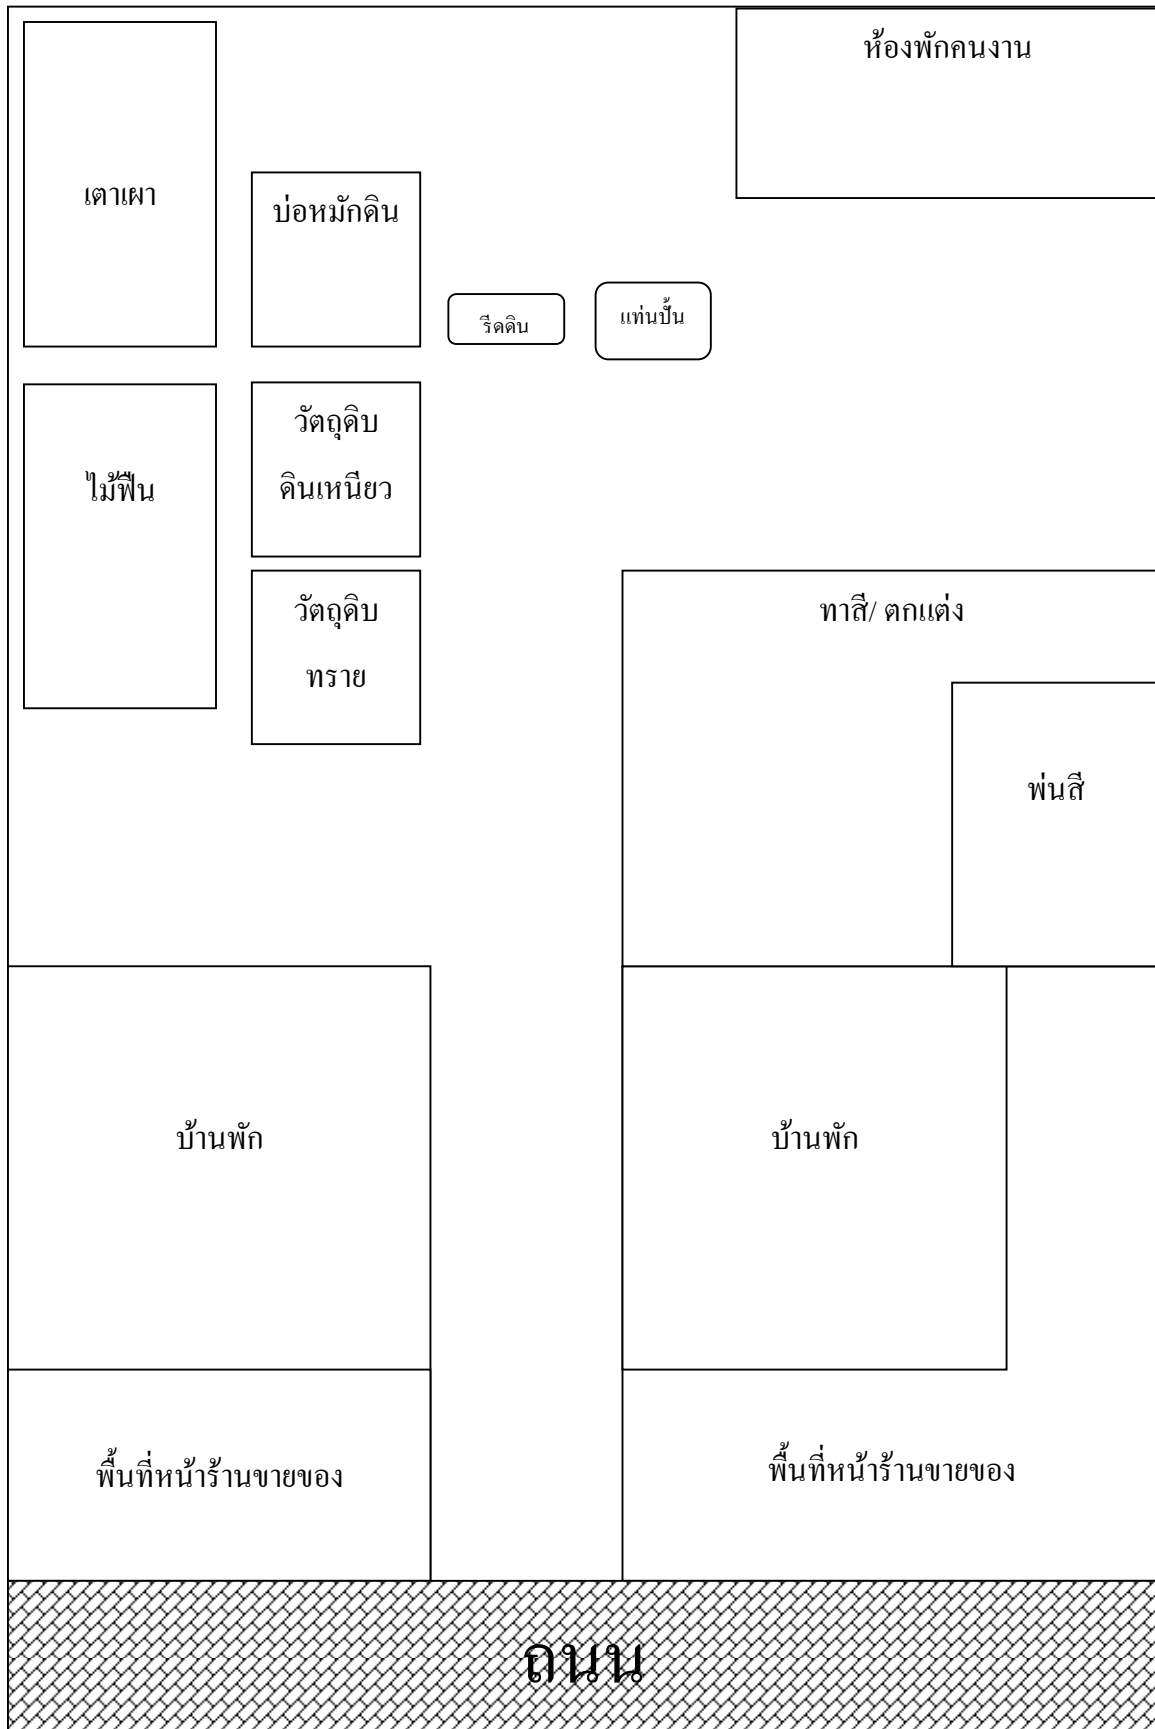 ห้องพักคนงาน
เตาเผา
บ่อหมักดิน
รีดดิน
แท่นปั้น
ไม้ฟืน
วัตถุดิบ
ดินเหนียว
วัตถุดิบ
ทราย
ทาสี/ ตกแต่ง
พ่นสี
บ้านพัก
บ้านพัก
พื้นที่หน้าร้านขายของ
พื้นที่หน้าร้านขายของ
ถนน